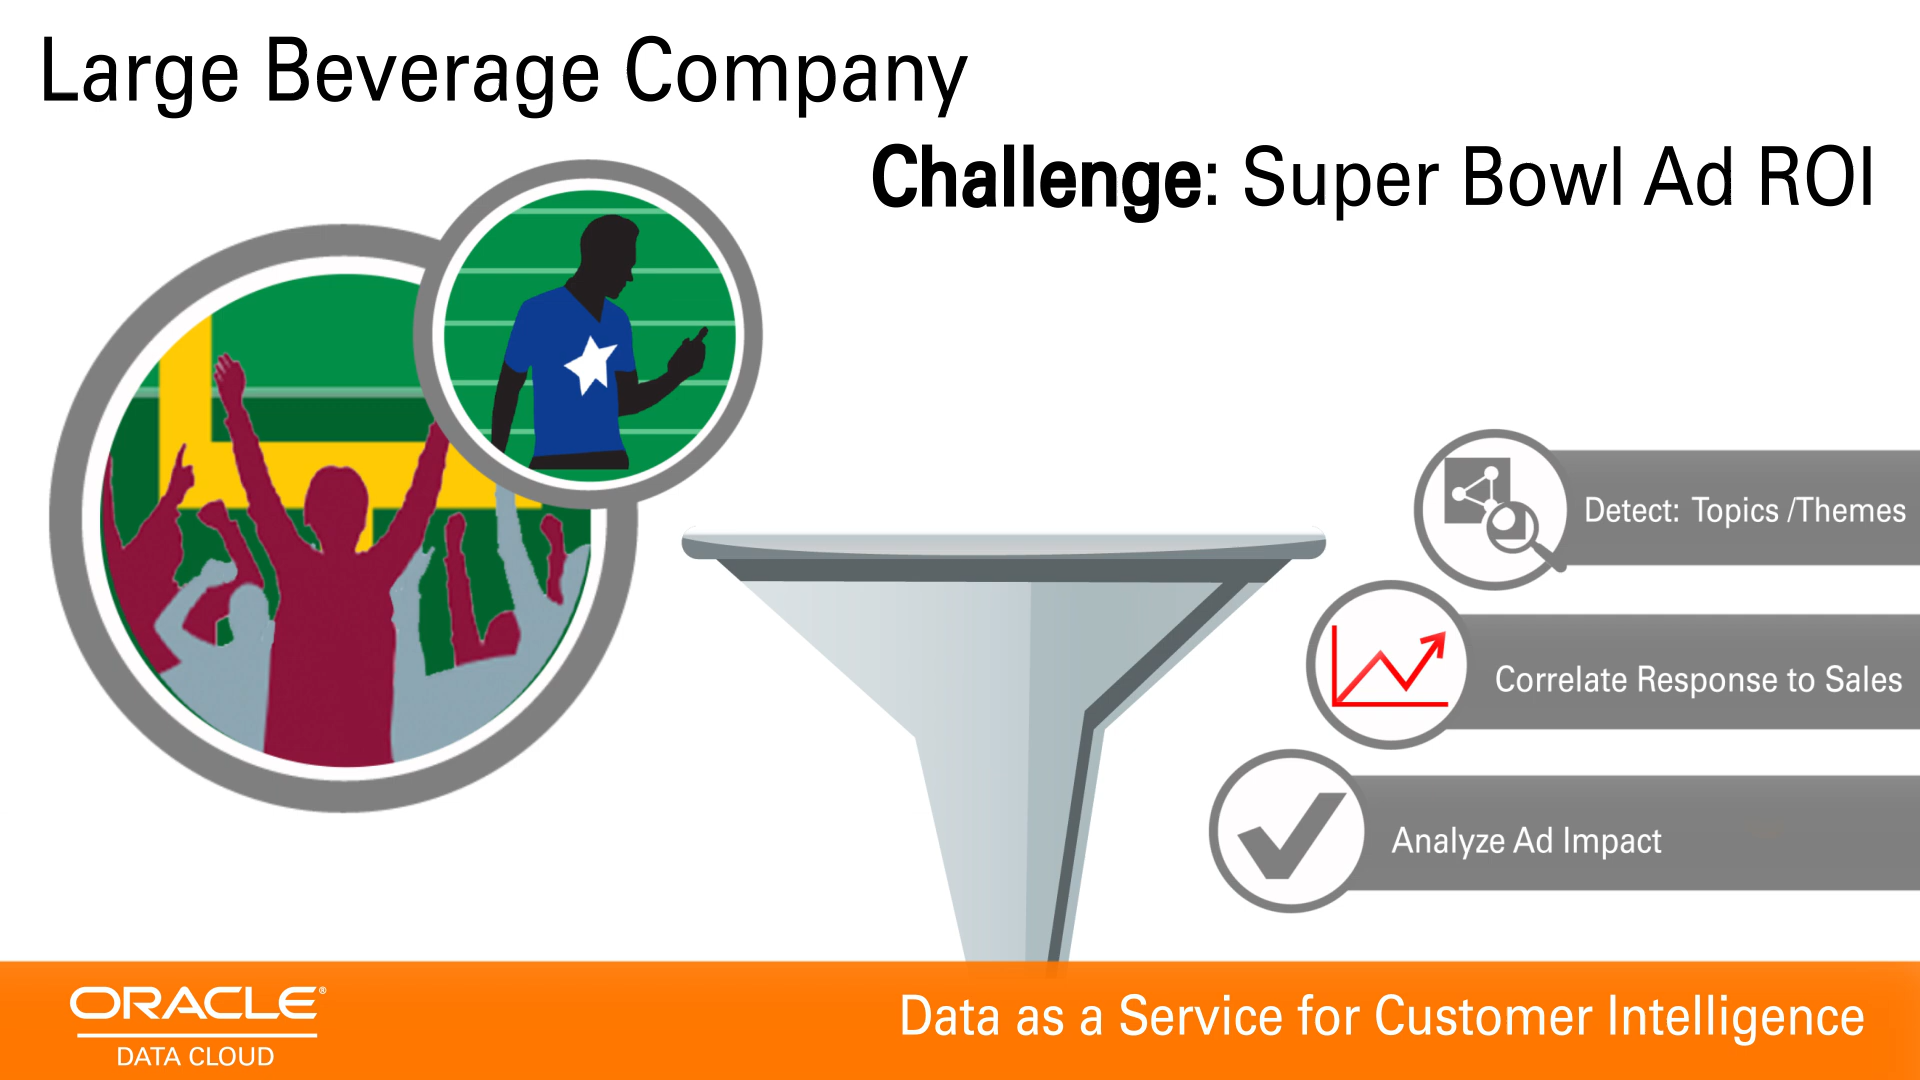 Large Beverage Company
Challenge: Super Bowl Ad ROI
Detect: Topics /Themes
Correlate Response to Sales
Analyze Ad Impact
ORACLE®
DATA CLOUD
Data as a Service for Customer Intelligence